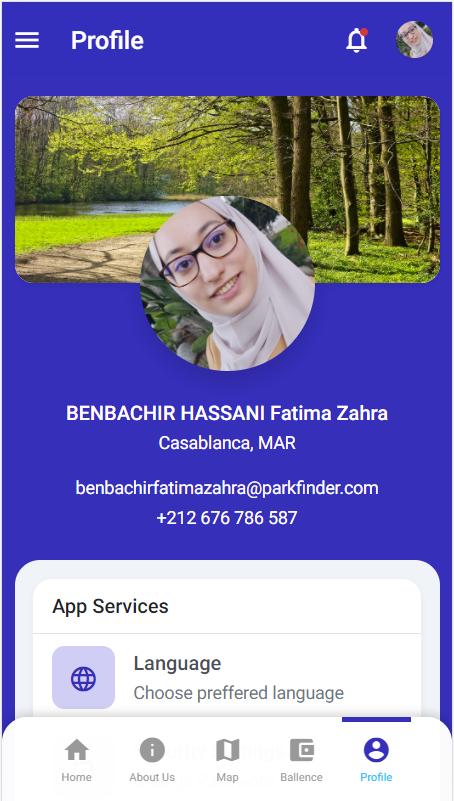 Profile
BENBACHIR HASSANI Fatima Zahra
Casablanca, MAR
benbachirfatimazahra@parkfinder.com
+212 676 786 587
App Services
Language
Choose preffered language
Home
About Us
Map
Ballence
Profile